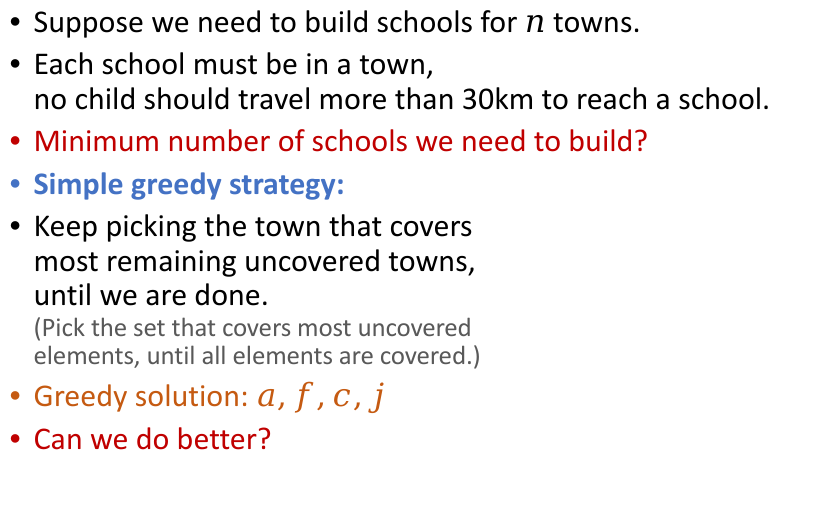 • Suppose we need to build schools for n towns.
• Each school must be in a town,
no child should travel more than 30km to reach a school.
• Minimum number of schools we need to build?
• Simple greedy strategy:
• Keep picking the town that covers
most remaining uncovered towns,
until we are done.
(Pick the set that covers most uncovered
elements, until all elements are covered.)
• Greedy solution: a, f, c, j
• Can we do better?